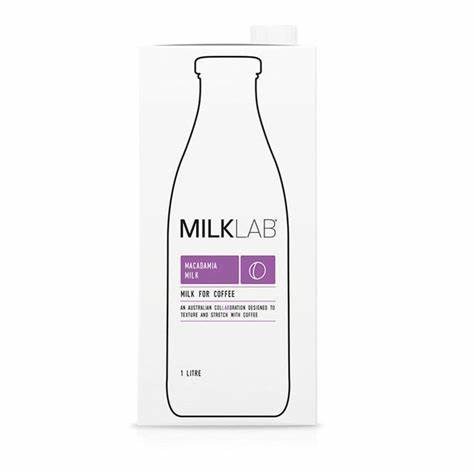 MILKLAB®
MACADAMIA
MILK
MILK FOR COFFEE
AN AUSTRALIAN COLLABORATION DESIGNED TO
TEXTURE AND STRETCH WITH COFFEE
1 LITRE